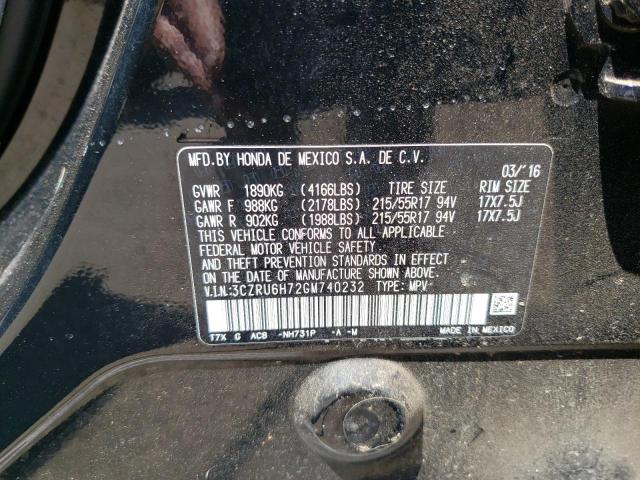 MFD.BY HONDA DE MEXICO S.A. DE C.V.
03/'16
GVWR 1890KG (4166LBS) TIRE SIZE RIM SIZE
GAWR F 988KG (2178LBS) 215/55R17 94V 17X7.5J
GAWR R 902KG (1988LBS) 215/55R17 94V 17X7.5J
THIS VEHICLE CONFORMS TO ALL APPLICABLE
FEDERAL MOTOR VEHICLE SAFETY
AND THEFT PREVENTION STANDARDS IN EFFECT
ON THE DATE OF MANUFACTURE SHOWN ABOVE.
V.I.N.:3CZRU6H72GM740232 TYPE: MPV
T7X G ACB -NH731P -A -M MADE IN MEXICO